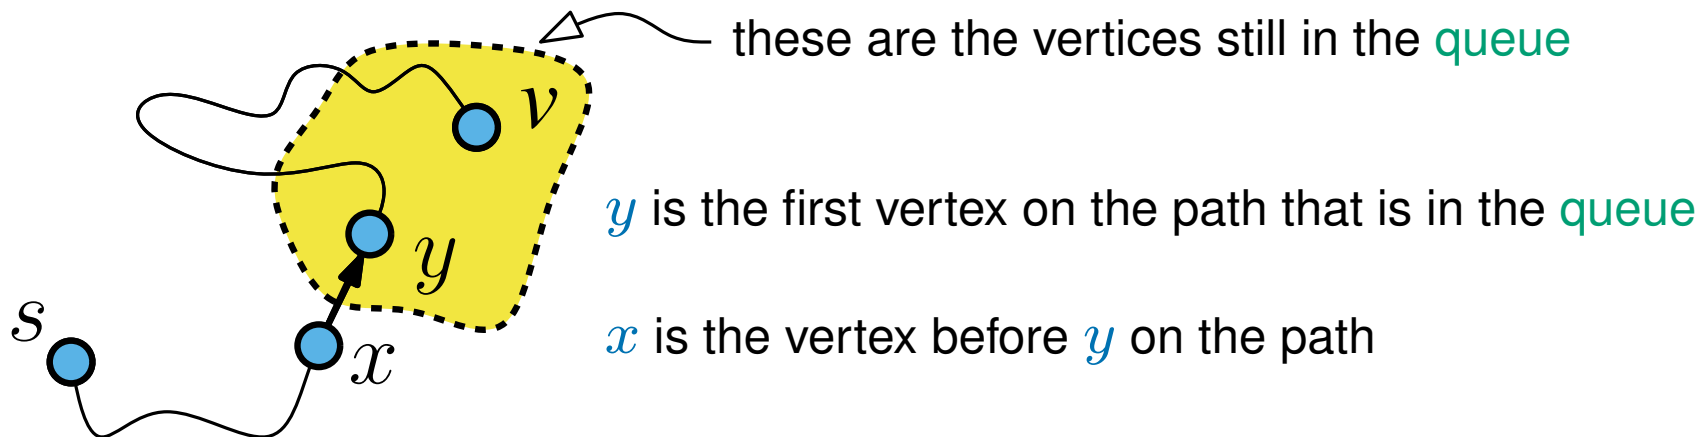 these are the vertices still in the queue
v
y is the first vertex on the path that is in the queue
y
s
x
x is the vertex before y on the path